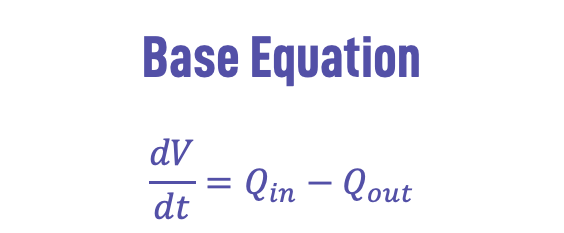 Base Equation
dV/dt = Q_in − Q_out